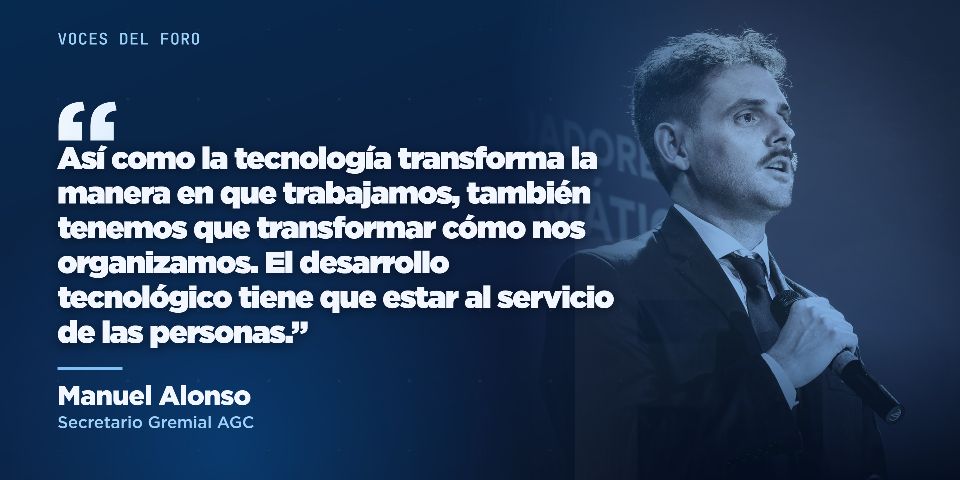 VOCES DEL FORO
“
Así como la tecnología transforma la
manera en que trabajamos, también
tenemos que transformar cómo nos
organizamos. El desarrollo
tecnológico tiene que estar al servicio
de las personas.”
Manuel Alonso
Secretario Gremial AGC